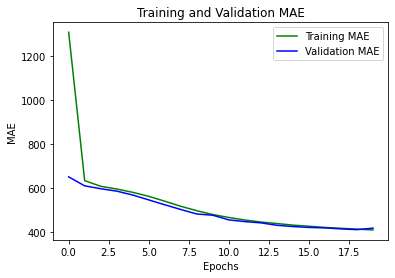 Training and Validation MAE
Training MAE
Validation MAE
MAE
1200
1000
800
600
400
0.0 2.5 5.0 7.5 10.0 12.5 15.0 17.5
Epochs